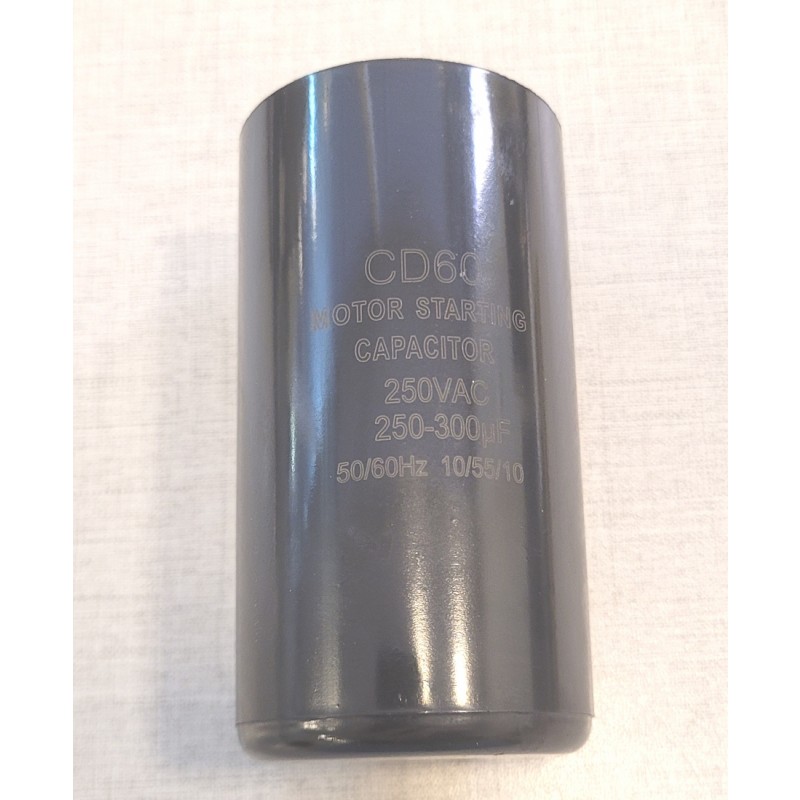 CD60
MOTOR STARTING
CAPACITOR
250VAC
250-300µF
50/60Hz 10/55/10